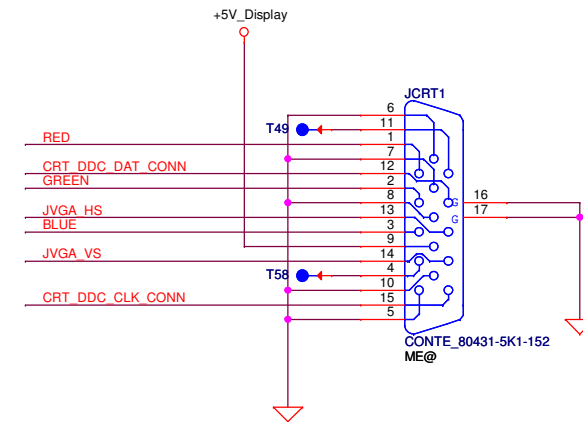 +5V_Display
JCRT1
6
T49
11
RED
1
7
CRT_DDC_DAT_CONN
12
GREEN
2
8
G
16
JVGA_HS
13
G
17
BLUE
3
9
JVGA_VS
14
T58
4
10
CRT_DDC_CLK_CONN
15
5
CONTE_80431-5K1-152
ME@